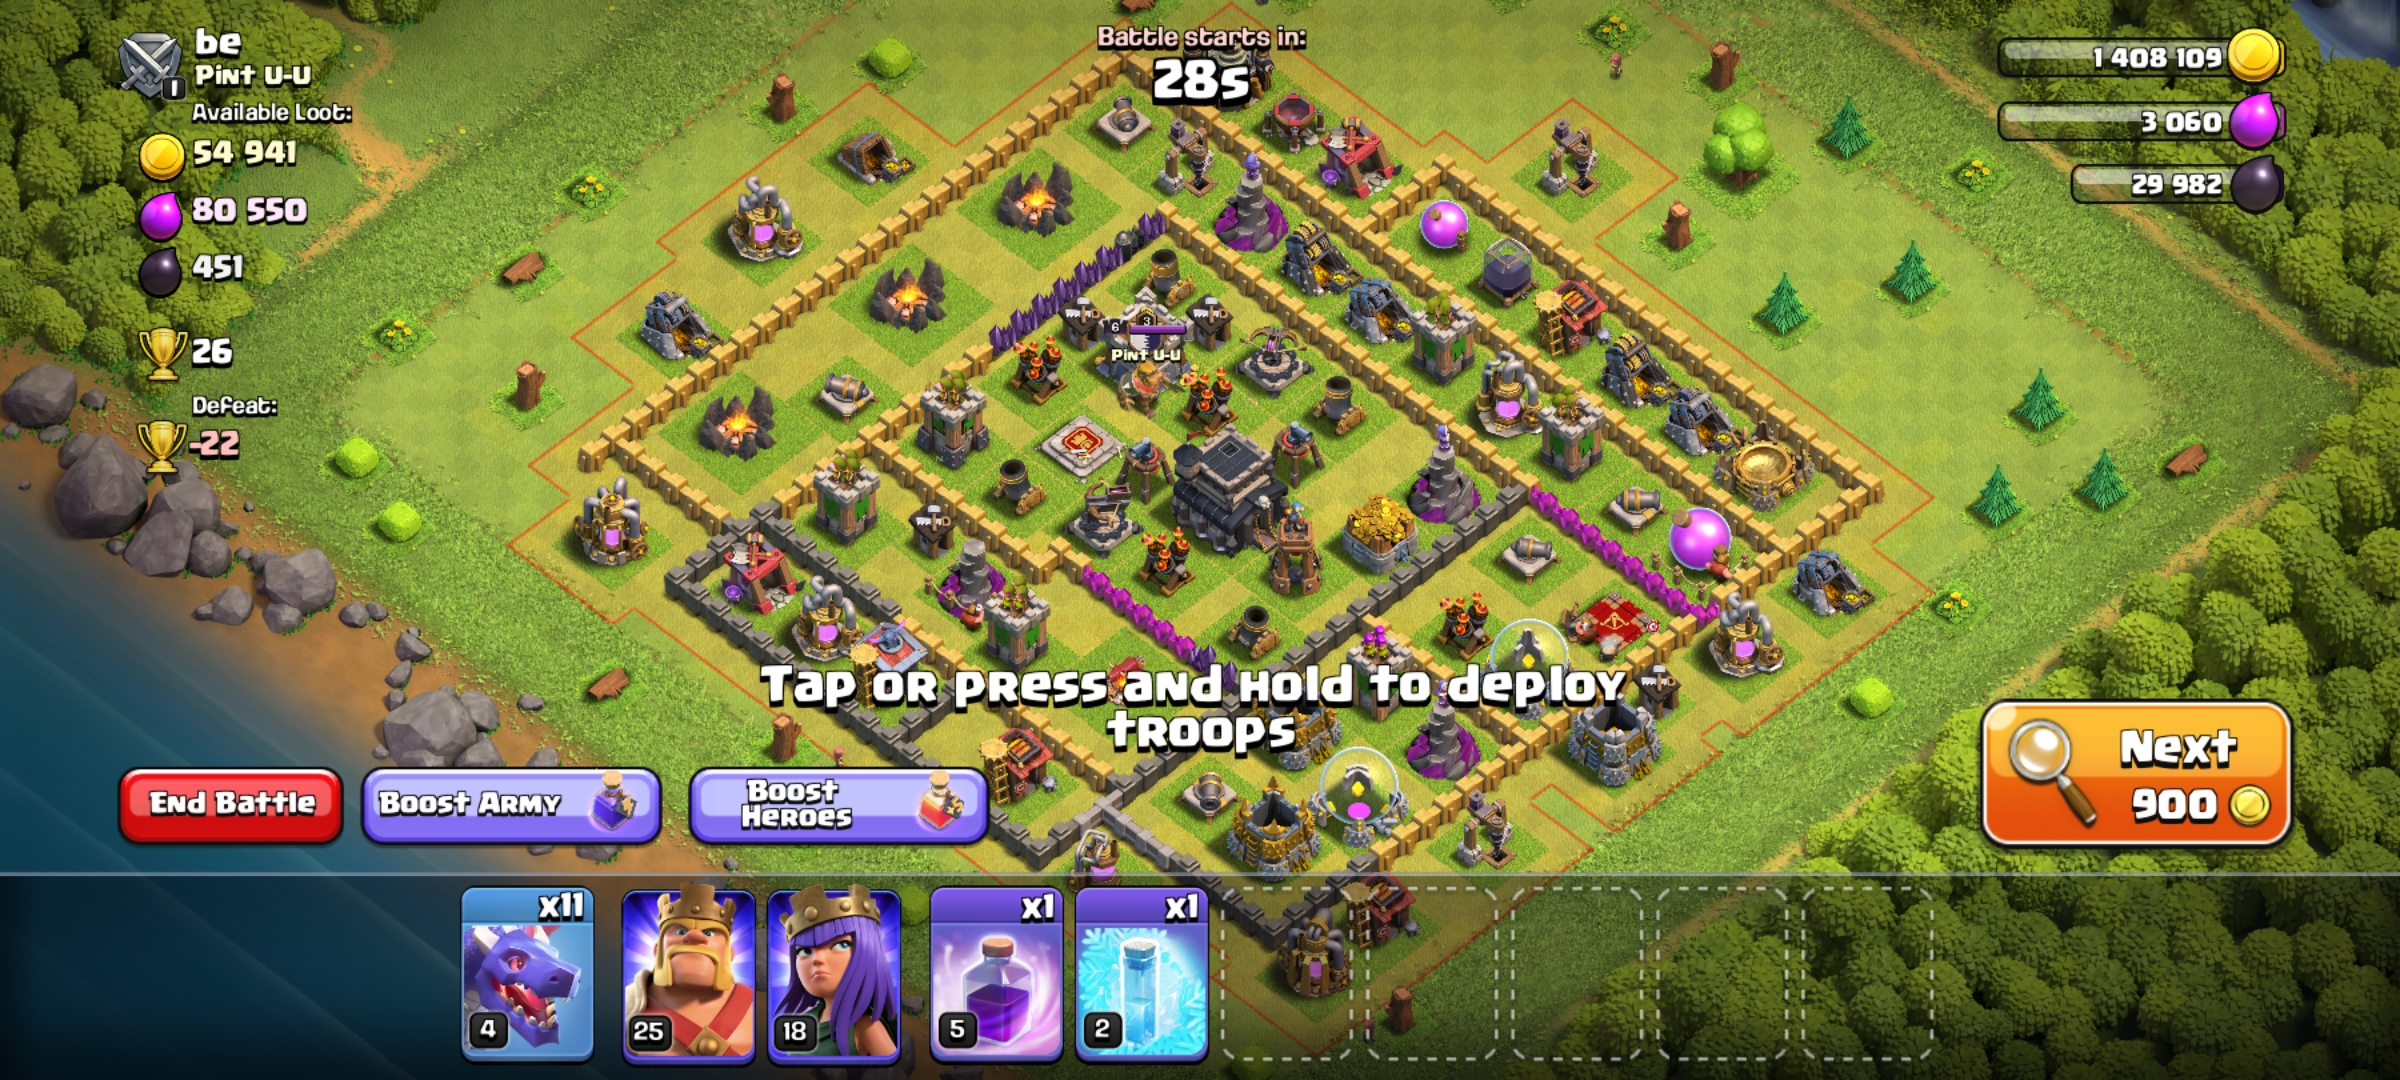 be
Pint U-U
Available Loot:
54 941
80 550
451
26
Defeat:
-22
Battle starts in:
28s
1 408 109
3 060
29 982
6
3
Pint U-U
Tap or press and hold to deploy
troops
End Battle
Boost Army
Boost
Heroes
Next
900
x11
4
25
18
x1
5
x1
2
I